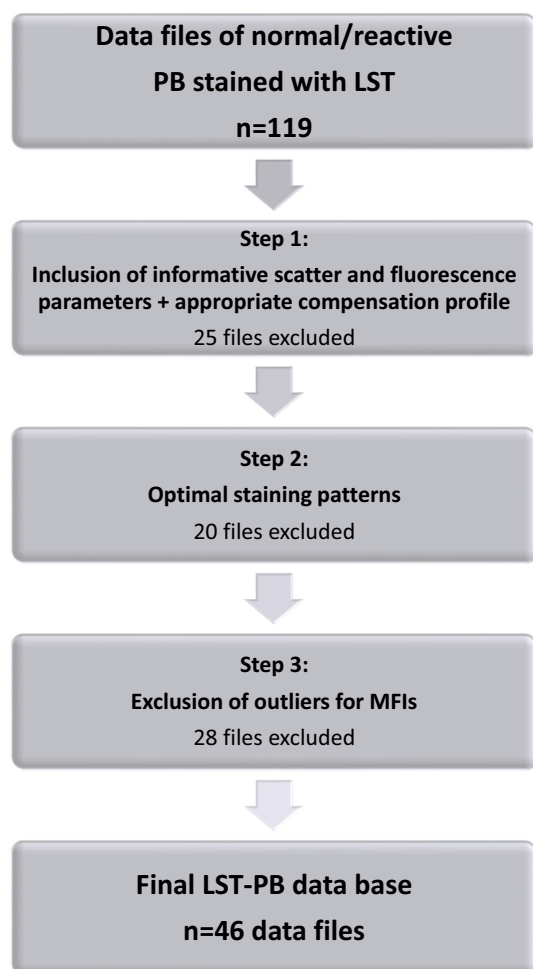 Data files of normal/reactive
PB stained with LST
n=119
Step 1:
Inclusion of informative scatter and fluorescence
parameters + appropriate compensation profile
25 files excluded
Step 2:
Optimal staining patterns
20 files excluded
Step 3:
Exclusion of outliers for MFIs
28 files excluded
Final LST-PB data base
n=46 data files